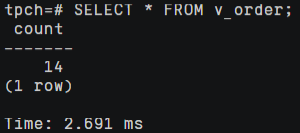 tpch=# SELECT * FROM v_order;
 count
-------
    14
(1 row)

Time: 2.691 ms